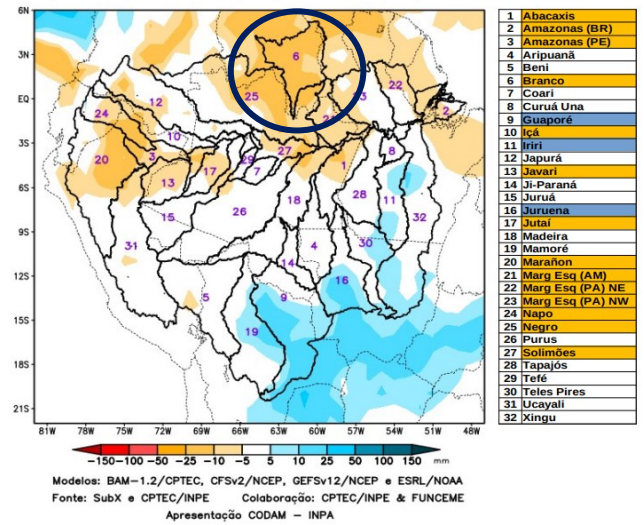 6N
3N
EQ
3S
6S
9S
12S
15S
18S
21S
81W 78W 75W 72W 69W 66W 63W 60W 57W 54W 51W 48W
6
25
12
22
3
2
24
10
20
3
13
17
29
7
27
1
8
18
28
11
32
15
26
31
4
30
14
5
9
16
19
-150 -100 -50 -25 -10 -5 5 10 25 50 100 150 mm
Modelos: BAM-1.2/CPTEC, CFSv2/NCEP, GEFSv12/NCEP e ESRL/NOAA
Fonte: SubX e CPTEC/INPE Colaboração: CPTEC/INPE & FUNCEME
Apresentação CODAM - INPA
1 Abacaxis
2 Amazonas (BR)
3 Amazonas (PE)
4 Aripuanã
5 Beni
6 Branco
7 Coari
8 Curuá Una
9 Guaporé
10 Içá
11 Iriri
12 Japurá
13 Javari
14 Ji-Paraná
15 Juruá
16 Juruena
17 Jutaí
18 Madeira
19 Mamoré
20 Marañon
21 Marg Esq (AM)
22 Marg Esq (PA) NE
23 Marg Esq (PA) NW
24 Napo
25 Negro
26 Purus
27 Solimões
28 Tapajós
29 Tefé
30 Teles Pires
31 Ucayali
32 Xingu